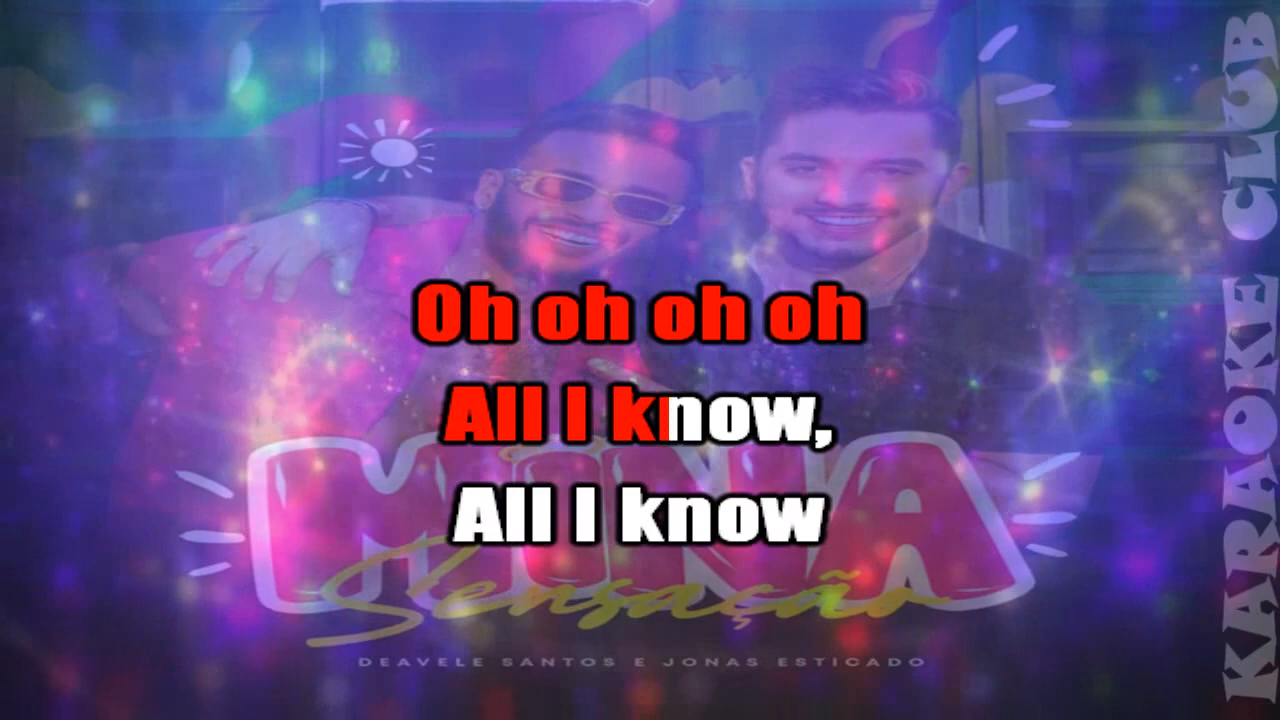 Oh oh oh oh
All I know,
All I know
MINA
Sensação
DEAVELE SANTOS E JONAS ESTICADO
KARAOKE CLUB